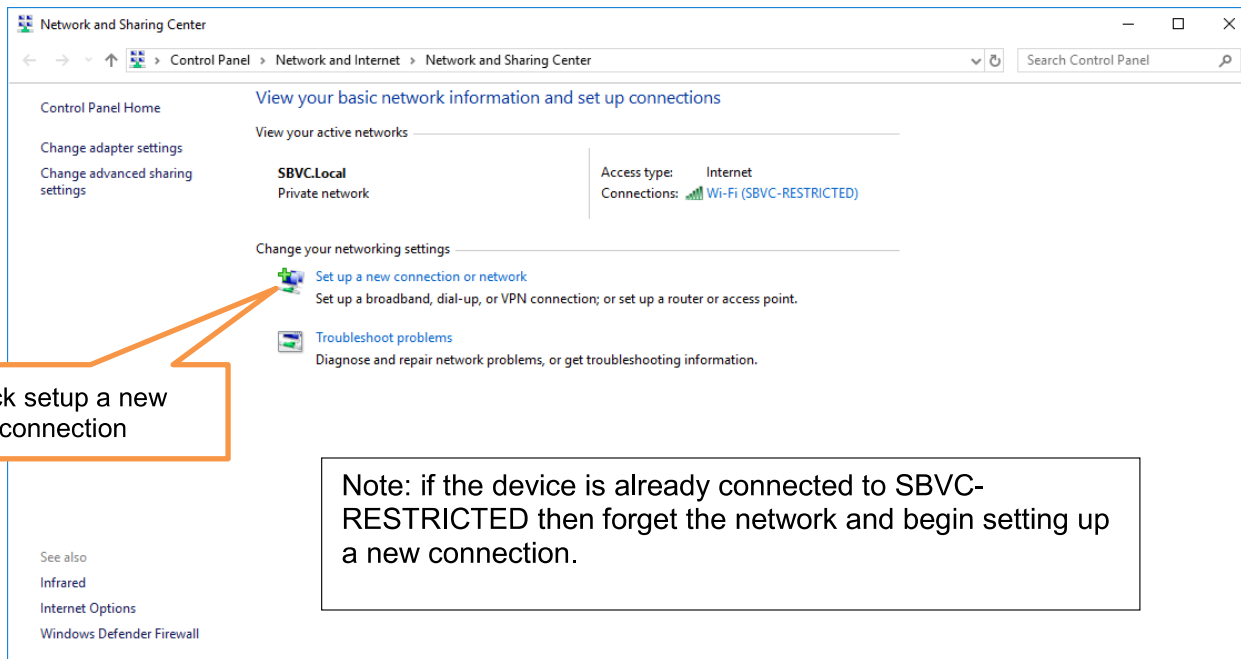 Network and Sharing Center
Control Panel > Network and Internet > Network and Sharing Center
Search Control Panel
Control Panel Home
Change adapter settings
Change advanced sharing
settings
View your basic network information and set up connections
View your active networks
SBVC.Local
Private network
Access type: Internet
Connections: Wi-Fi (SBVC-RESTRICTED)
Change your networking settings
Set up a new connection or network
Set up a broadband, dial-up, or VPN connection; or set up a router or access point.
Troubleshoot problems
Diagnose and repair network problems, or get troubleshooting information.
setup a new
connection
Note: if the device is already connected to SBVC-
RESTRICTED then forget the network and begin setting up
a new connection.
See also
Infrared
Internet Options
Windows Defender Firewall